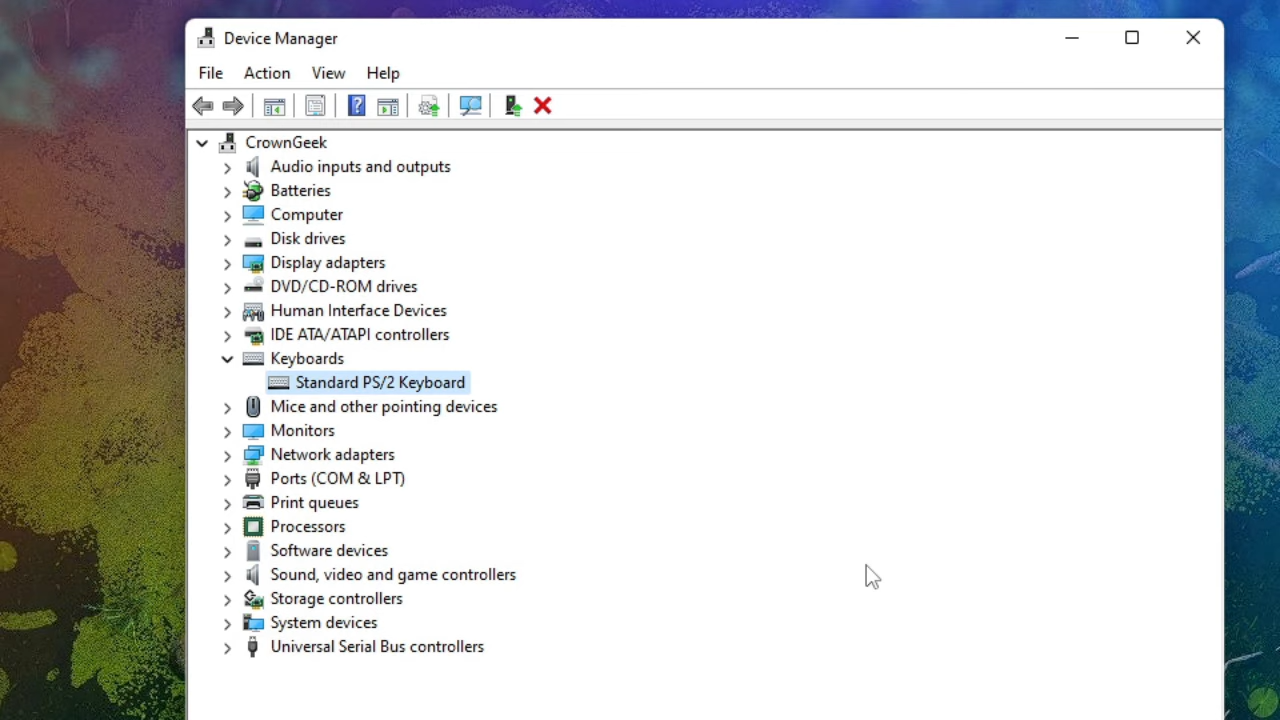 Device Manager
File Action View Help
CrownGeek
Audio inputs and outputs
Batteries
Computer
Disk drives
Display adapters
DVD/CD-ROM drives
Human Interface Devices
IDE ATA/ATAPI controllers
Keyboards
Standard PS/2 Keyboard
Mice and other pointing devices
Monitors
Network adapters
Ports (COM & LPT)
Print queues
Processors
Software devices
Sound, video and game controllers
Storage controllers
System devices
Universal Serial Bus controllers